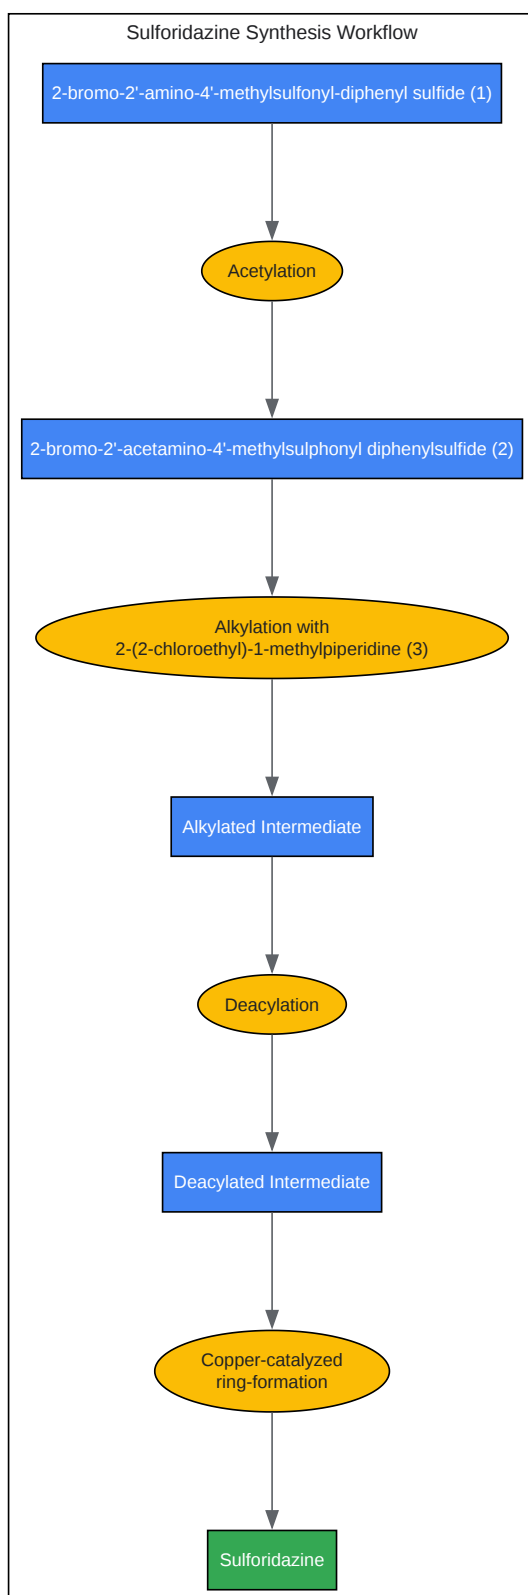 Sulforidazine Synthesis Workflow
2-bromo-2'-amino-4'-methylsulfonyl-diphenyl sulfide (1)
Acetylation
2-bromo-2'-acetamino-4'-methylsulphonyl diphenylsulfide (2)
Alkylation with
2-(2-chloroethyl)-1-methylpiperidine (3)
Alkylated Intermediate
Deacylation
Deacylated Intermediate
Copper-catalyzed
ring-formation
Sulforidazine